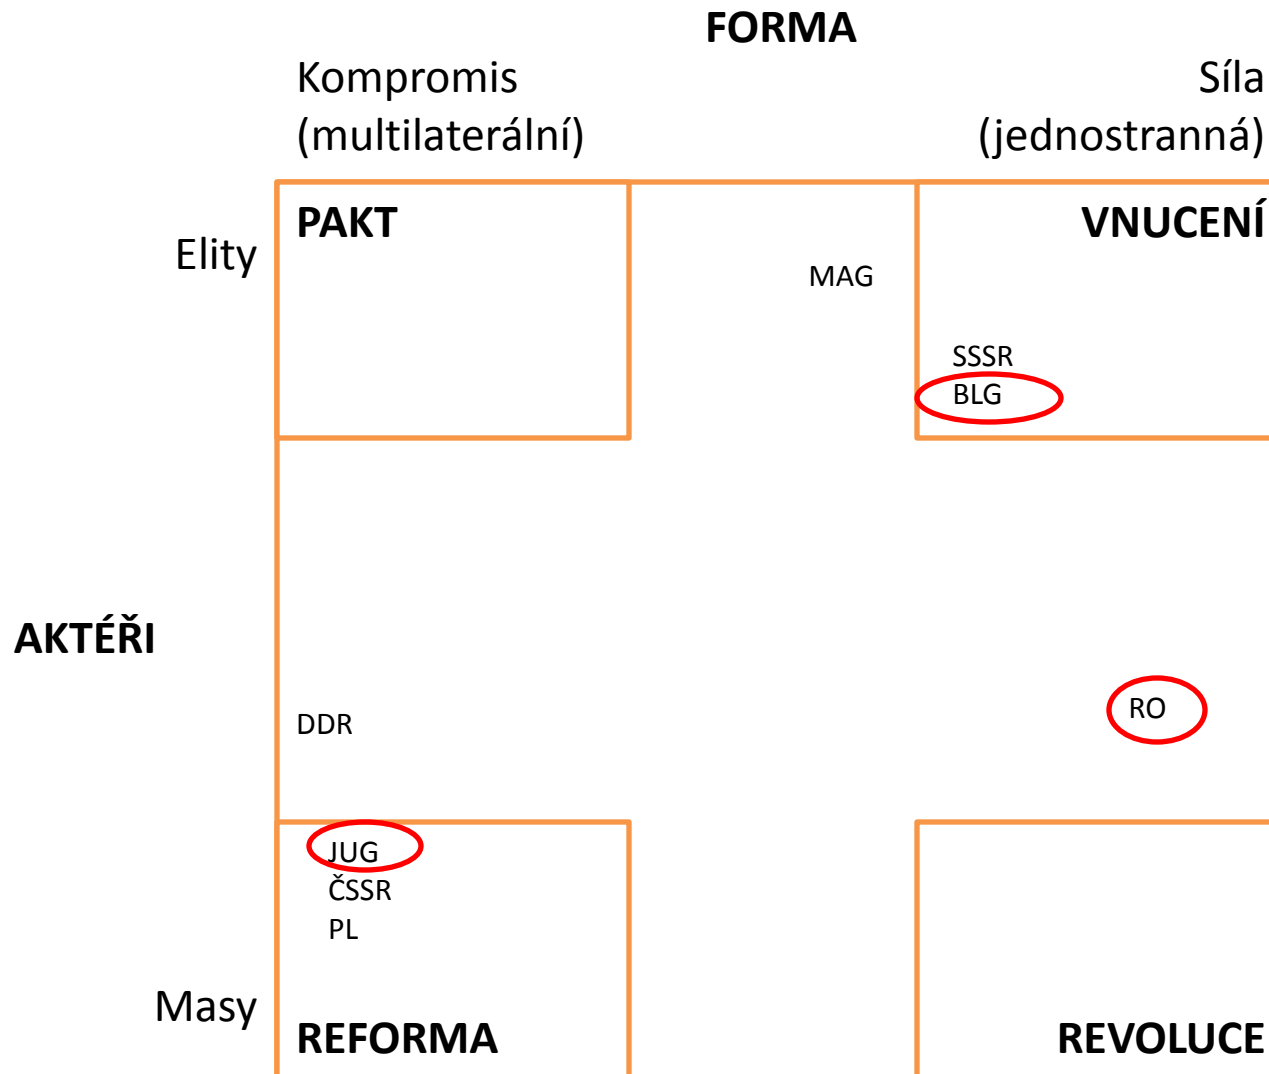 FORMA
Kompromis
(multilaterální)
Síla
(jednostranná)
PAKT
VNUCENÍ
Elity
MAG
SSSR
BLG
AKTÉŘI
RO
DDR
JUG
ČSSR
PL
Masy
REFORMA
REVOLUCE